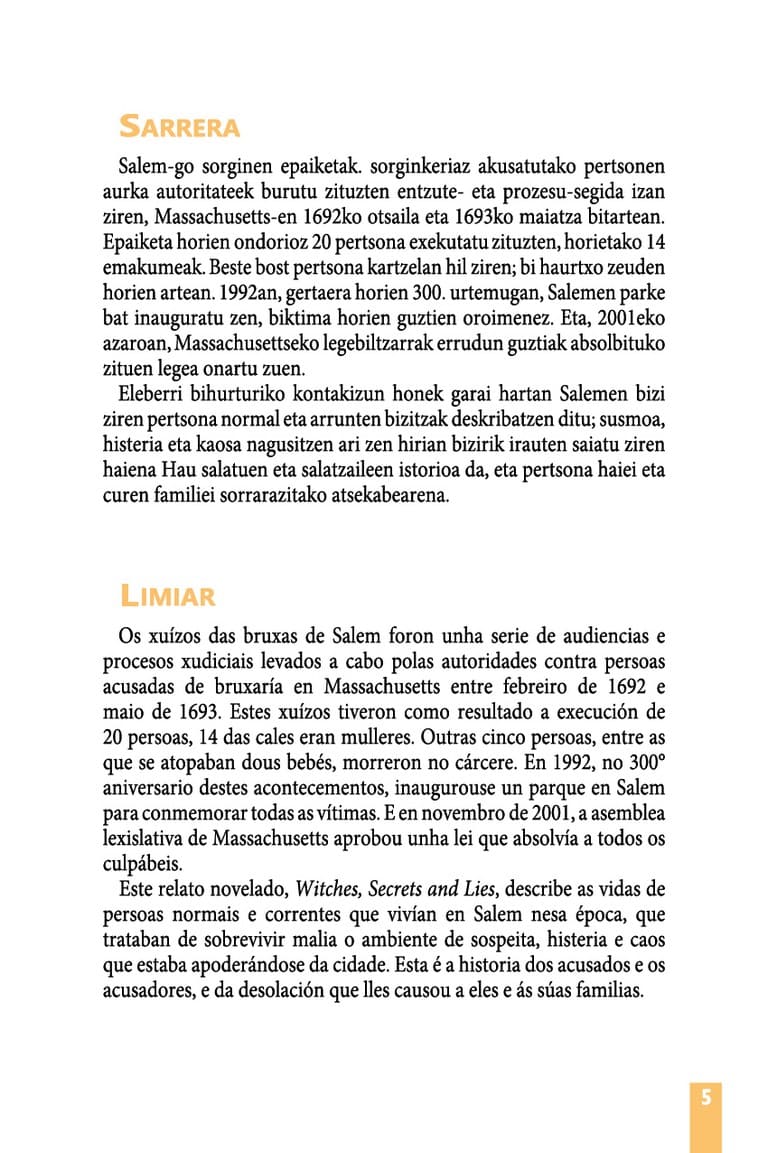 SARRERA
Salem-go sorginen epaiketak. sorginkeriaz akusatutako pertsonen
aurka autoritateek burutu zituzten entzute- eta prozesu-segida izan
ziren, Massachusetts-en 1692ko otsaila eta 1693ko maiatza bitartean.
Epaiketa horien ondorioz 20 pertsona exekutatu zituzten, horietako 14
emakumeak. Beste bost pertsona kartzelan hil ziren; bi haurtxo zeuden
horien artean. 1992an, gertaera horien 300. urtemugan, Salemen parke
bat inauguratu zen, biktima horien guztien oroimenez. Eta, 2001eko
azaroan, Massachusettseko legebiltzarrak errudun guztiak absolbituko
zituen legea onartu zuen.
Eleberri bihurturiko kontakizun honek garai hartan Salemen bizi
ziren pertsona normal eta arrunten bizitzak deskribatzen ditu; susmoa,
histeria eta kaosa nagusitzen ari zen hirian bizirik irauten saiatu ziren
haiena Hau salatuen eta salatzaileen istorioa da, eta pertsona haiei eta
curen familiei sorrarazitako atsekabearena.
LIMIAR
Os xuízos das bruxas de Salem foron unha serie de audiencias e
procesos xudiciais levados a cabo polas autoridades contra persoas
acusadas de bruxaría en Massachusetts entre febreiro de 1692 e
maio de 1693. Estes xuízos tiveron como resultado a execución de
20 persoas, 14 das cales eran mulleres. Outras cinco persoas, entre as
que se atopaban dous bebés, morreron no cárcere. En 1992, no 300º
aniversario destes acontecementos, inaugurouse un parque en Salem
para conmemorar todas as vítimas. E en novembro de 2001, a asemblea
lexislativa de Massachusetts aprobou unha lei que absolvía a todos os
culpábeis.
Este relato novelado, Witches, Secrets and Lies, describe as vidas de
persoas normais e correntes que vivían en Salem nesa época, que
trataban de sobrevivir malia o ambiente de sospeita, histeria e caos
que estaba apoderándose da cidade. Esta é a historia dos acusados e os
acusadores, e da desolación que lles causou a eles e ás súas familias.
5